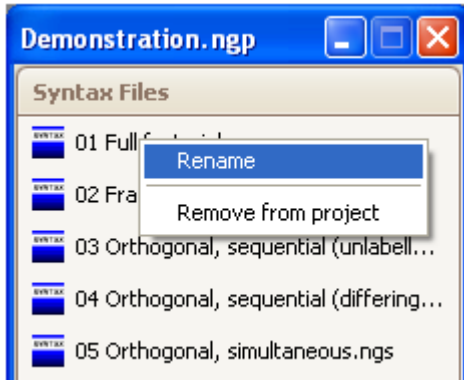 Demonstration.ngp
Syntax Files
01 Full
Rename
02 Fra
Remove from project
03 Orthogonal, sequential (unlabell...
04 Orthogonal, sequential (differing...
05 Orthogonal, simultaneous.ngs